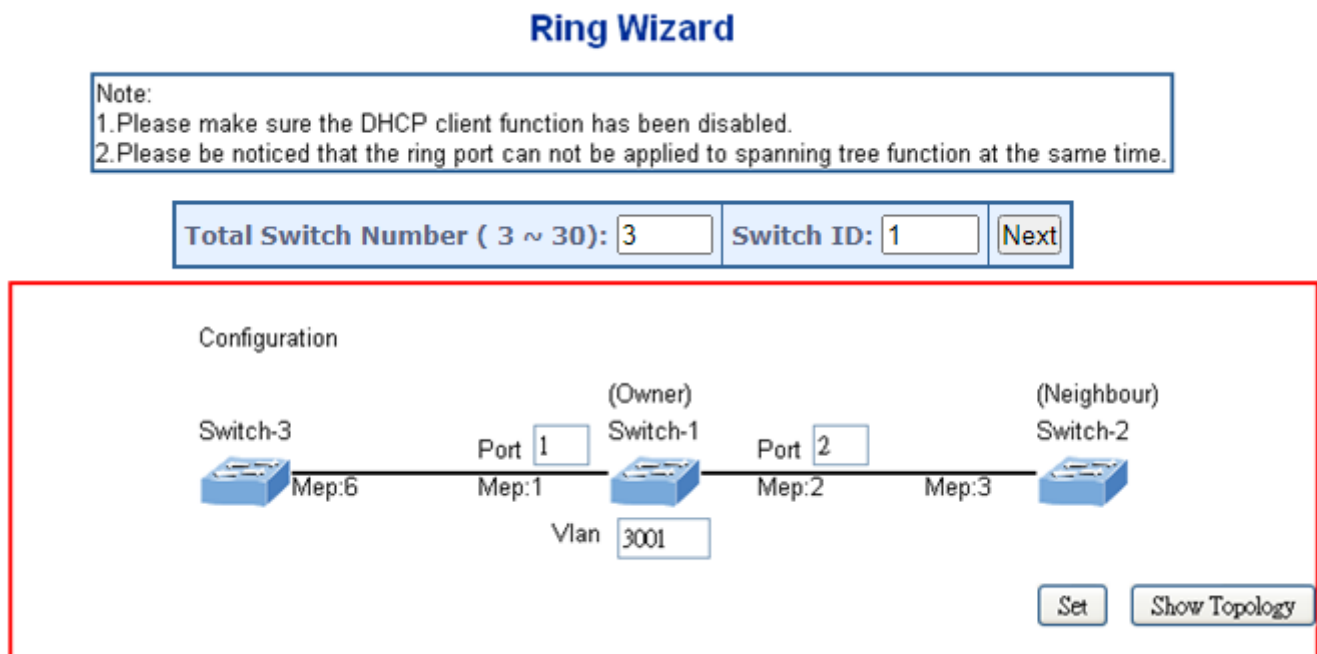 Ring Wizard
Note:
1.Please make sure the DHCP client function has been disabled.
2.Please be noticed that the ring port can not be applied to spanning tree function at the same time.
Total Switch Number ( 3 ~ 30): 3 Switch ID: 1 Next
Configuration
(Owner) (Neighbour)
Switch-3 Port 1 Switch-1 Port 2 Switch-2
Mep:6 Mep:1 Mep:2 Mep:3
Vlan 3001
Set Show Topology